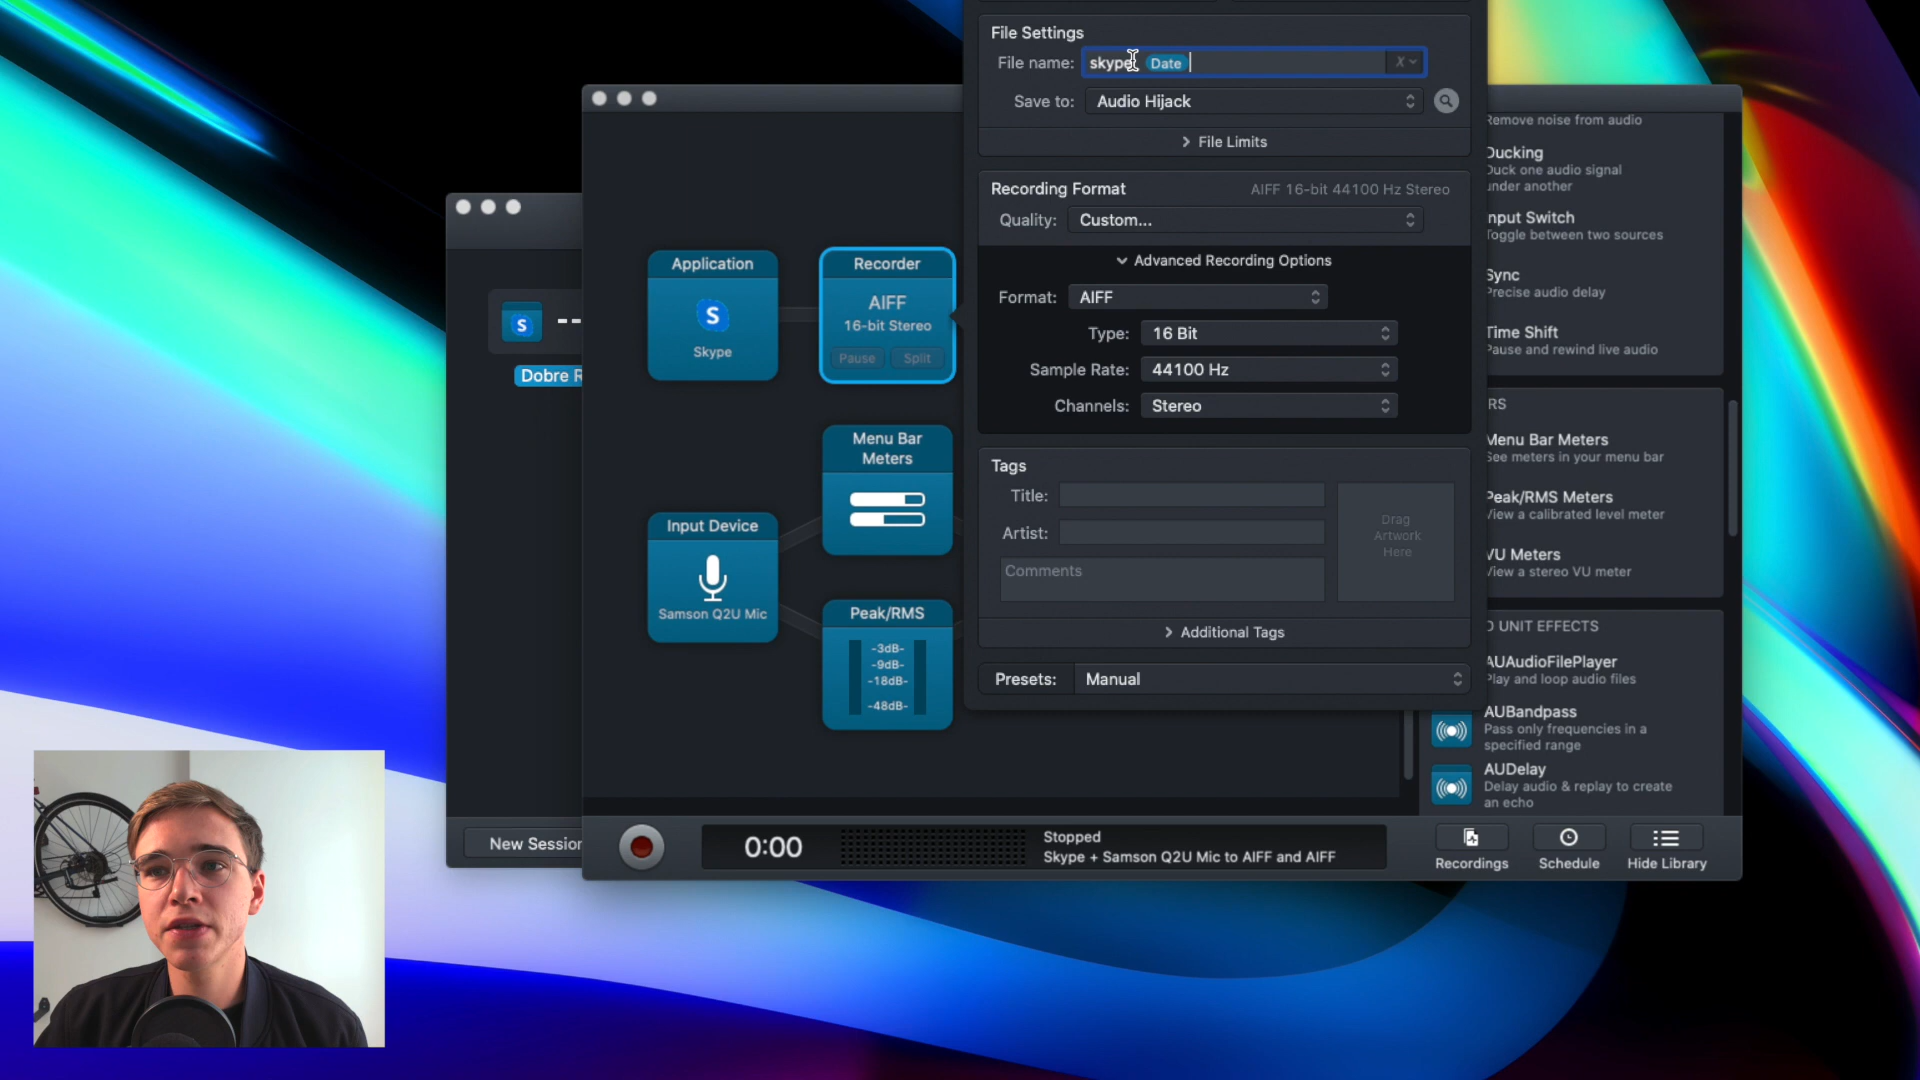 File Settings
File name: skype Date
Save to: Audio Hijack
File Limits
Recording Format AIFF 16-bit 44100 Hz Stereo
Quality: Custom...
Advanced Recording Options
Format: AIFF
Type: 16 Bit
Sample Rate: 44100 Hz
Channels: Stereo
Tags
Title:
Artist:
Comments
Drag
Artwork
Here
Additional Tags
Presets: Manual
Application
Skype
Recorder
AIFF
16-bit Stereo
Pause Split
Menu Bar
Meters
Input Device
Samson Q2U Mic
Peak/RMS
-3dB-
-9dB-
-18dB-
-48dB-
Dobre R
New Session
0:00
Stopped
Skype + Samson Q2U Mic to AIFF and AIFF
Recordings
Schedule
Hide Library
Remove noise from audio
Ducking
Duck one audio signal
under another
Input Switch
Toggle between two sources
Sync
Precise audio delay
Time Shift
Pause and rewind live audio
RS
Menu Bar Meters
See meters in your menu bar
Peak/RMS Meters
View a calibrated level meter
VU Meters
View a stereo VU meter
O UNIT EFFECTS
AUAudioFilePlayer
Play and loop audio files
AUBandpass
Pass only frequencies in a
specified range
AUDelay
Delay audio & replay to create
an echo